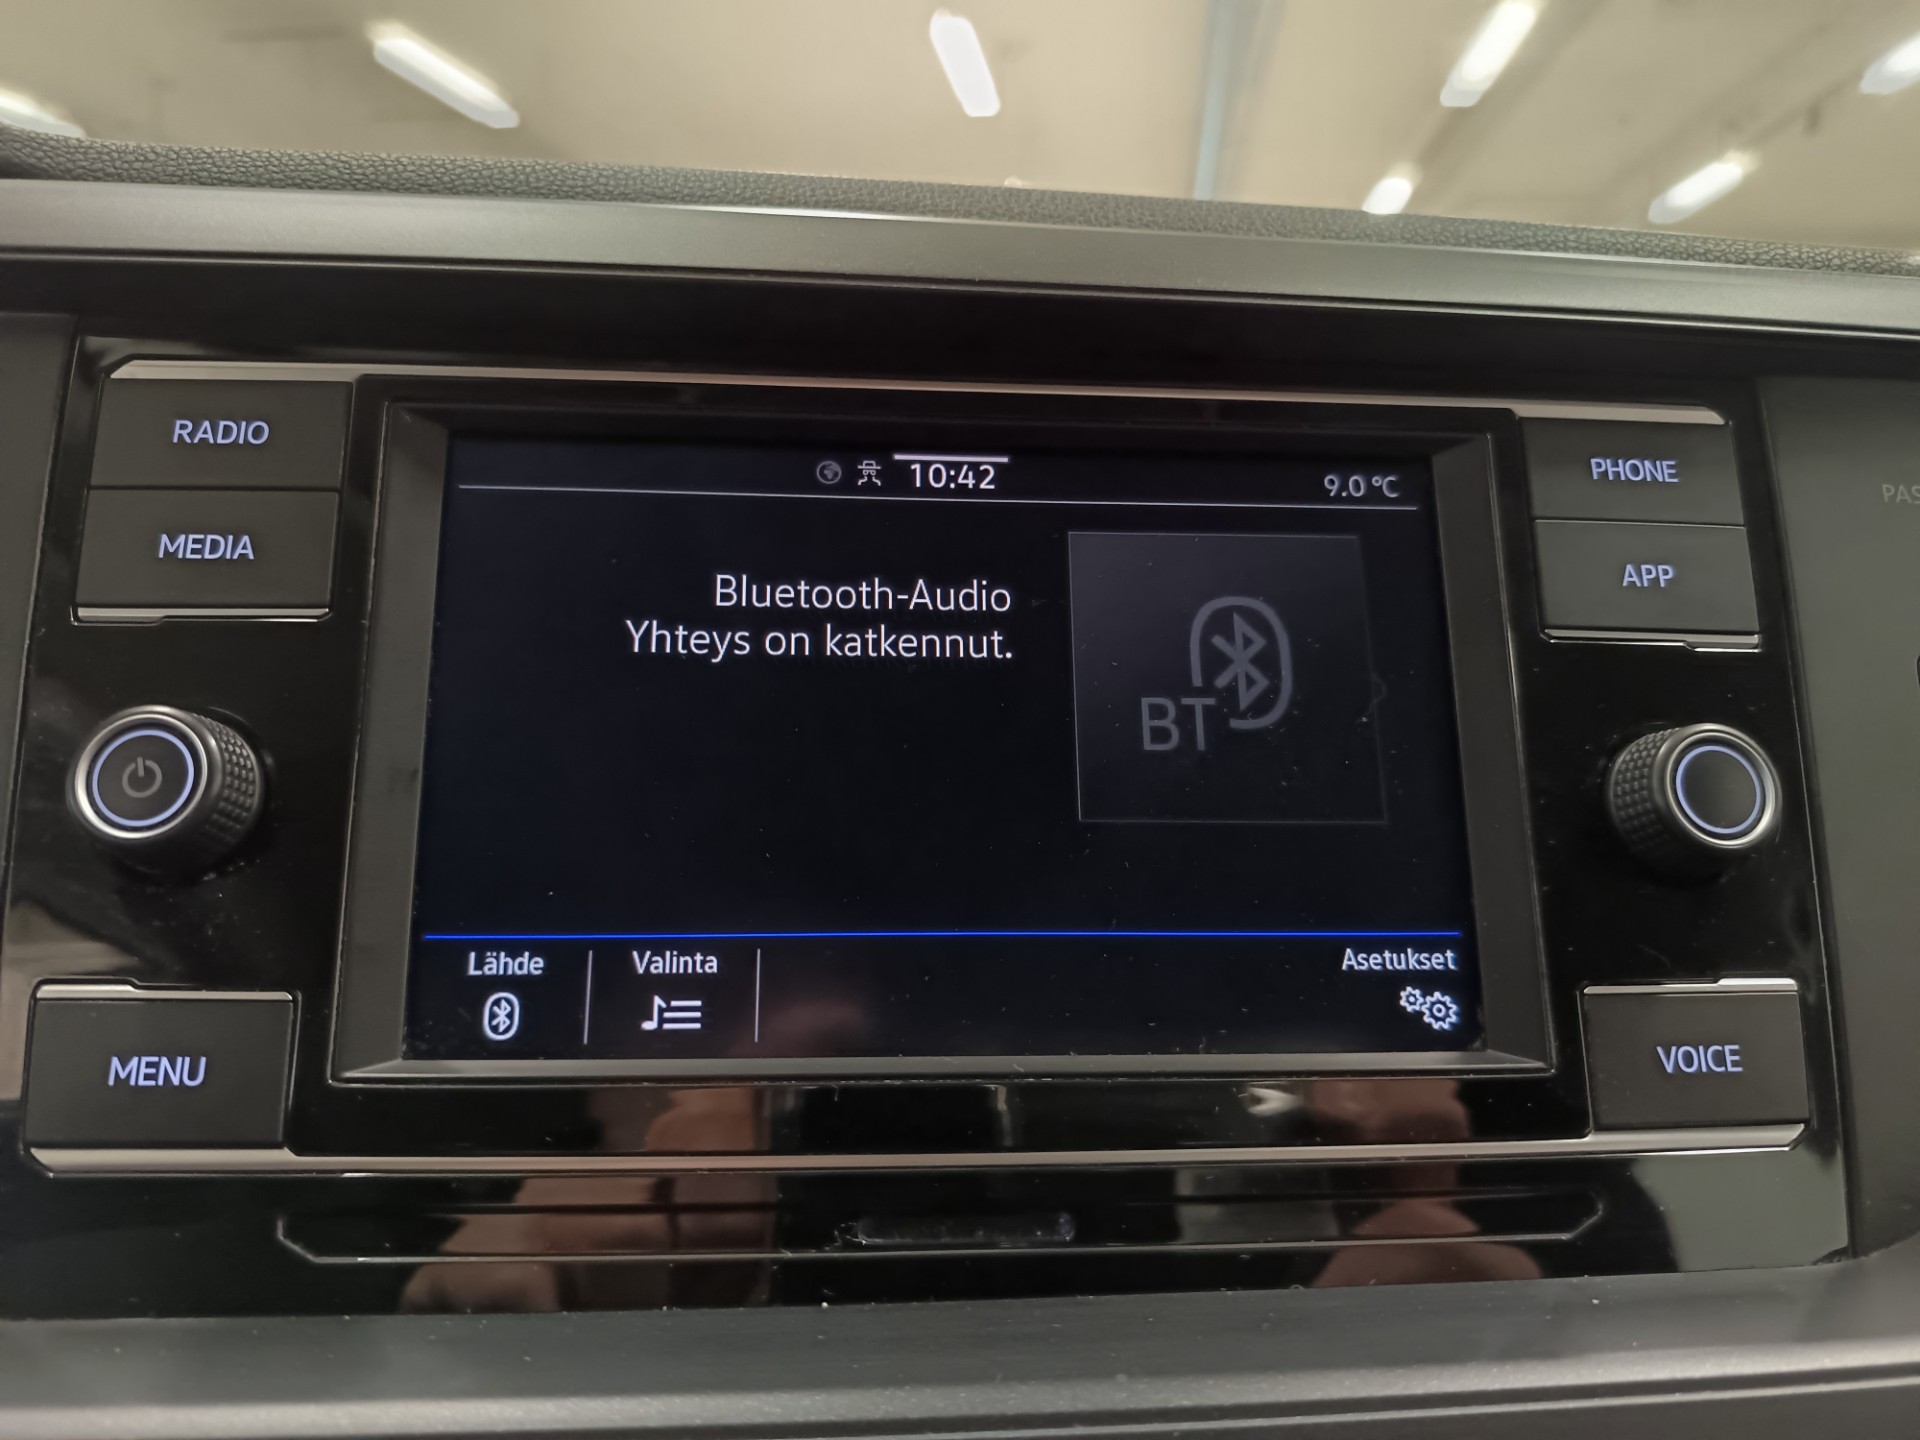 RADIO
MEDIA
MENU
10:42
9.0 °C
Bluetooth-Audio
Yhteys on katkennut.
BT
Lähde
Valinta
Asetukset
PHONE
APP
VOICE
PAS